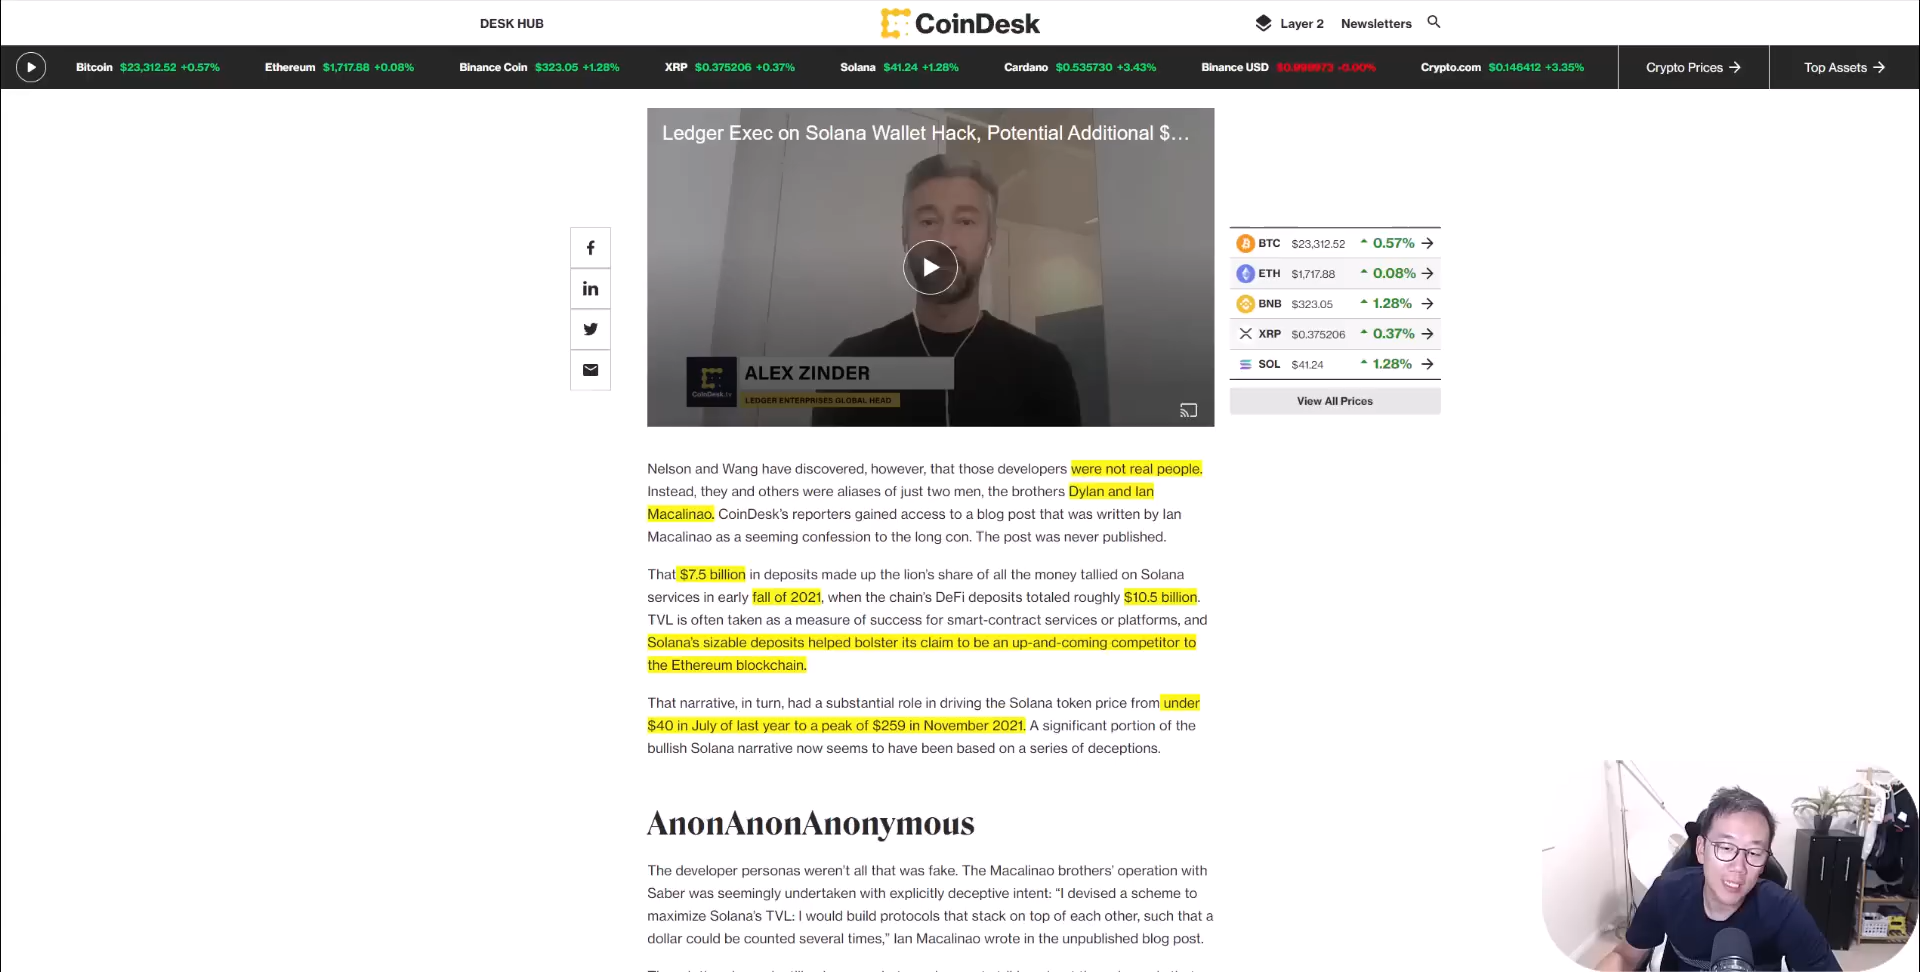 DESK HUB
CoinDesk
Layer 2
Newsletters
Bitcoin $23,312.52 +0.57%
Ethereum $1,717.88 +0.08%
Binance Coin $323.05 +1.28%
XRP $0.375206 +0.37%
Solana $41.24 +1.28%
Cardano $0.535730 +3.43%
Binance USD $0.999973 -0.00%
Crypto.com $0.146412 +3.35%
Crypto Prices →
Top Assets →
Ledger Exec on Solana Wallet Hack, Potential Additional $...
ALEX ZINDER
CoinDesk.tv
LEDGER ENTERPRISES GLOBAL HEAD
BTC $23,312.52 0.57% →
ETH $1,717.88 0.08% →
BNB $323.05 1.28% →
XRP $0.375206 0.37% →
SOL $41.24 1.28% →
View All Prices
Nelson and Wang have discovered, however, that those developers were not real people.
Instead, they and others were aliases of just two men, the brothers Dylan and Ian
Macalinao. CoinDesk's reporters gained access to a blog post that was written by Ian
Macalinao as a seeming confession to the long con. The post was never published.
That $7.5 billion in deposits made up the lion's share of all the money tallied on Solana
services in early fall of 2021, when the chain's DeFi deposits totaled roughly $10.5 billion.
TVL is often taken as a measure of success for smart-contract services or platforms, and
Solana's sizable deposits helped bolster its claim to be an up-and-coming competitor to
the Ethereum blockchain.
That narrative, in turn, had a substantial role in driving the Solana token price from under
$40 in July of last year to a peak of $259 in November 2021. A significant portion of the
bullish Solana narrative now seems to have been based on a series of deceptions.
AnonAnonAnonymous
The developer personas weren't all that was fake. The Macalinao brothers' operation with
Saber was seemingly undertaken with explicitly deceptive intent: "I devised a scheme to
maximize Solana's TVL: I would build protocols that stack on top of each other, such that a
dollar could be counted several times," Ian Macalinao wrote in the unpublished blog post.